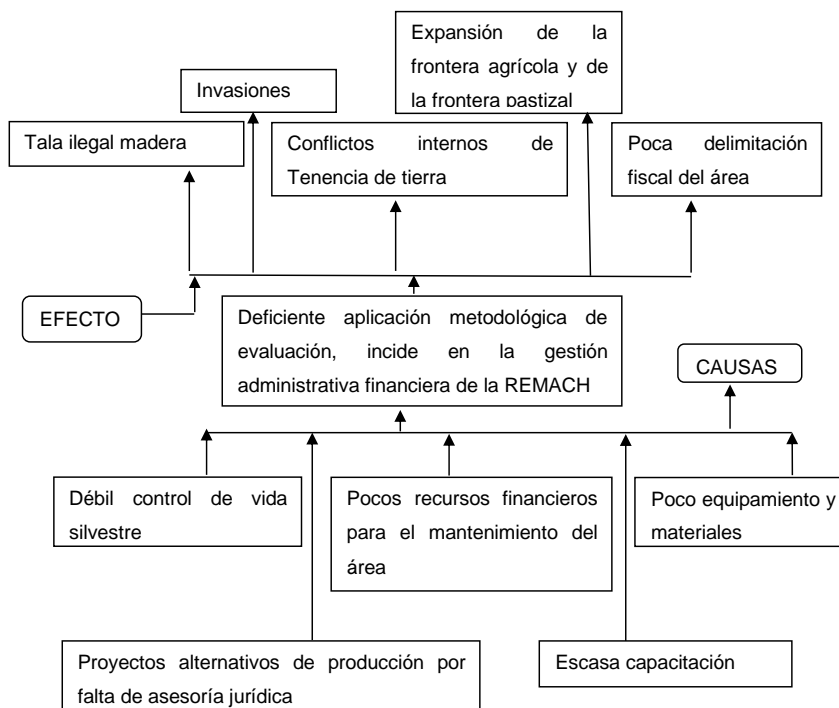 Expansión de la
frontera agrícola y de
la frontera pastizal
Invasiones
Tala ilegal madera
Conflictos internos de
Tenencia de tierra
Poca delimitación
fiscal del área
EFECTO
Deficiente aplicación metodológica de
evaluación, incide en la gestión
administrativa financiera de la REMACH
CAUSAS
Débil control de vida
silvestre
Pocos recursos financieros
para el mantenimiento del
área
Poco equipamiento y
materiales
Proyectos alternativos de producción por
falta de asesoría jurídica
Escasa capacitación